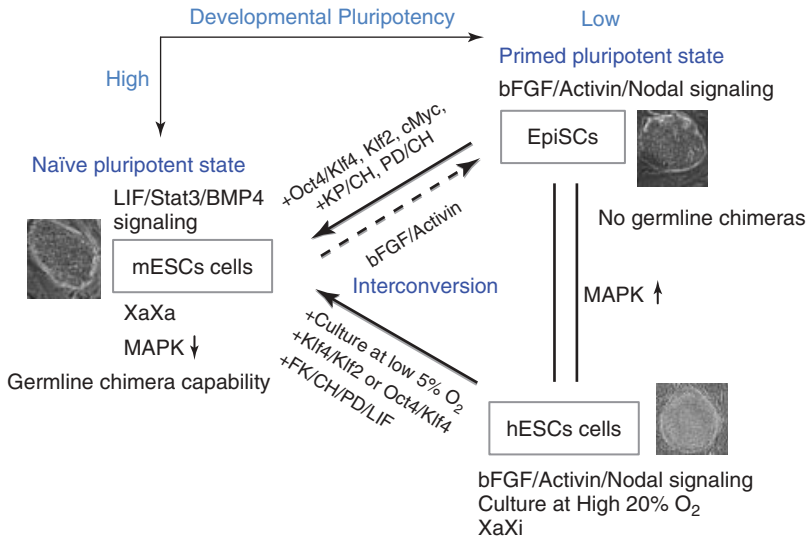 Developmental Pluripotency
Low
High
Primed pluripotent state
bFGF/Activin/Nodal signaling
EpiSCs
+Oct4/Klf4, Klf2, cMyc,
+KP/CH, PD/CH
Naïve pluripotent state
LIF/Stat3/BMP4
signaling
mESCs cells
bFGF/Activin
No germline chimeras
Interconversion
MAPK ↑
XaXa
MAPK ↓
Germline chimera capability
+Culture at low 5% O₂
+Klf4/Klf2 or Oct4/Klf4
+FK/CH/PD/LIF
hESCs cells
bFGF/Activin/Nodal signaling
Culture at High 20% O₂
XaXi